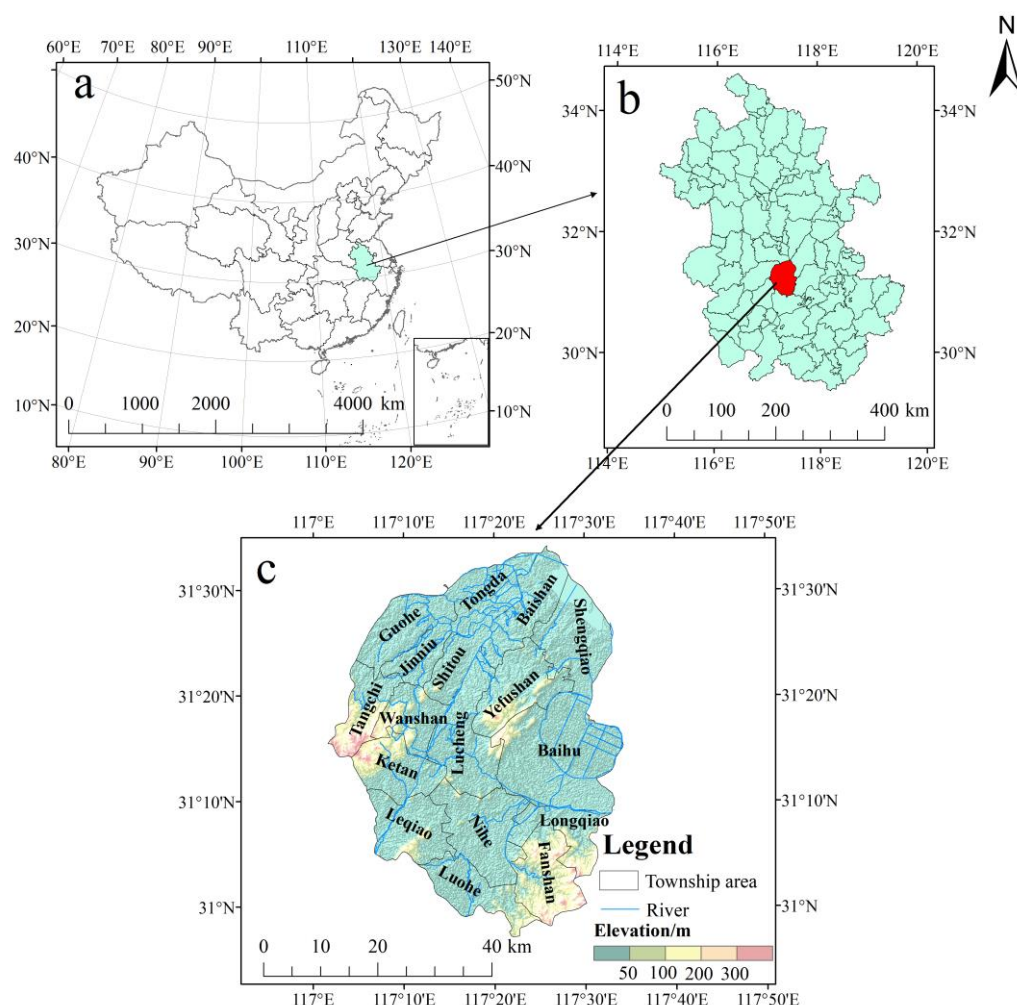 N
60°E 70°E 80°E 90°E 110°E 130°E 140°E
a
50°N
40°N
40°N
30°N
30°N
20°N
20°N
10°N
10°N
0 1000 2000 4000 km
80°E 90°E 100°E 110°E 120°E
114°E 116°E 118°E 120°E
b
34°N
34°N
32°N
32°N
30°N
30°N
0 100 200 400 km
114°E 116°E 118°E 120°E
117°E 117°10'E 117°20'E 117°30'E 117°40'E 117°50'E
c
31°30'N
31°30'N
31°20'N
31°20'N
31°10'N
31°10'N
31°N
31°N
Tongda
Baishan
Shengqiao
Guohe
Jinniu
Shitou
Yefushan
Tangchi
Wanshan
Lucheng
Baihu
Ketan
Leqiao
Nihe
Longqiao
Luohe
Fanshan
Legend
Township area
River
Elevation/m
50 100 200 300
0 10 20 40 km
117°E 117°10'E 117°20'E 117°30'E 117°40'E 117°50'E